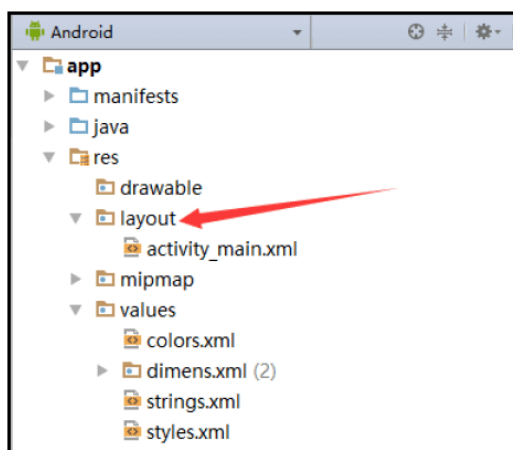 Android
app
manifests
java
res
drawable
layout
activity_main.xml
mipmap
values
colors.xml
dimens.xml (2)
strings.xml
styles.xml